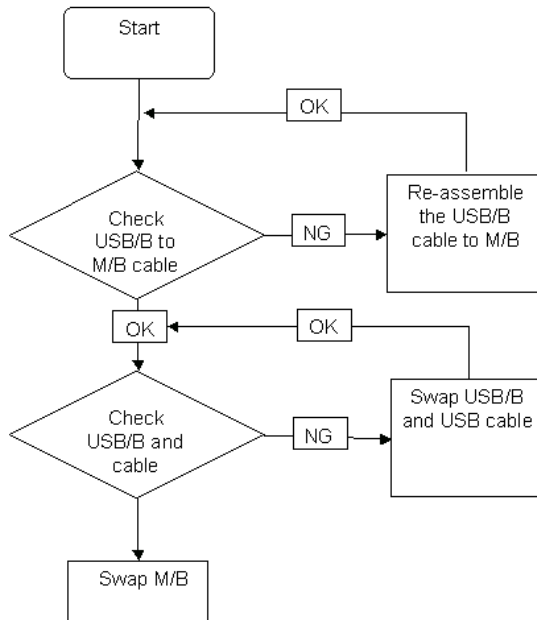 Start
OK
Check
USB/B to
M/B cable
NG
Re-assemble
the USB/B
cable to M/B
OK
OK
Check
USB/B and
cable
NG
Swap USB/B
and USB cable
Swap M/B